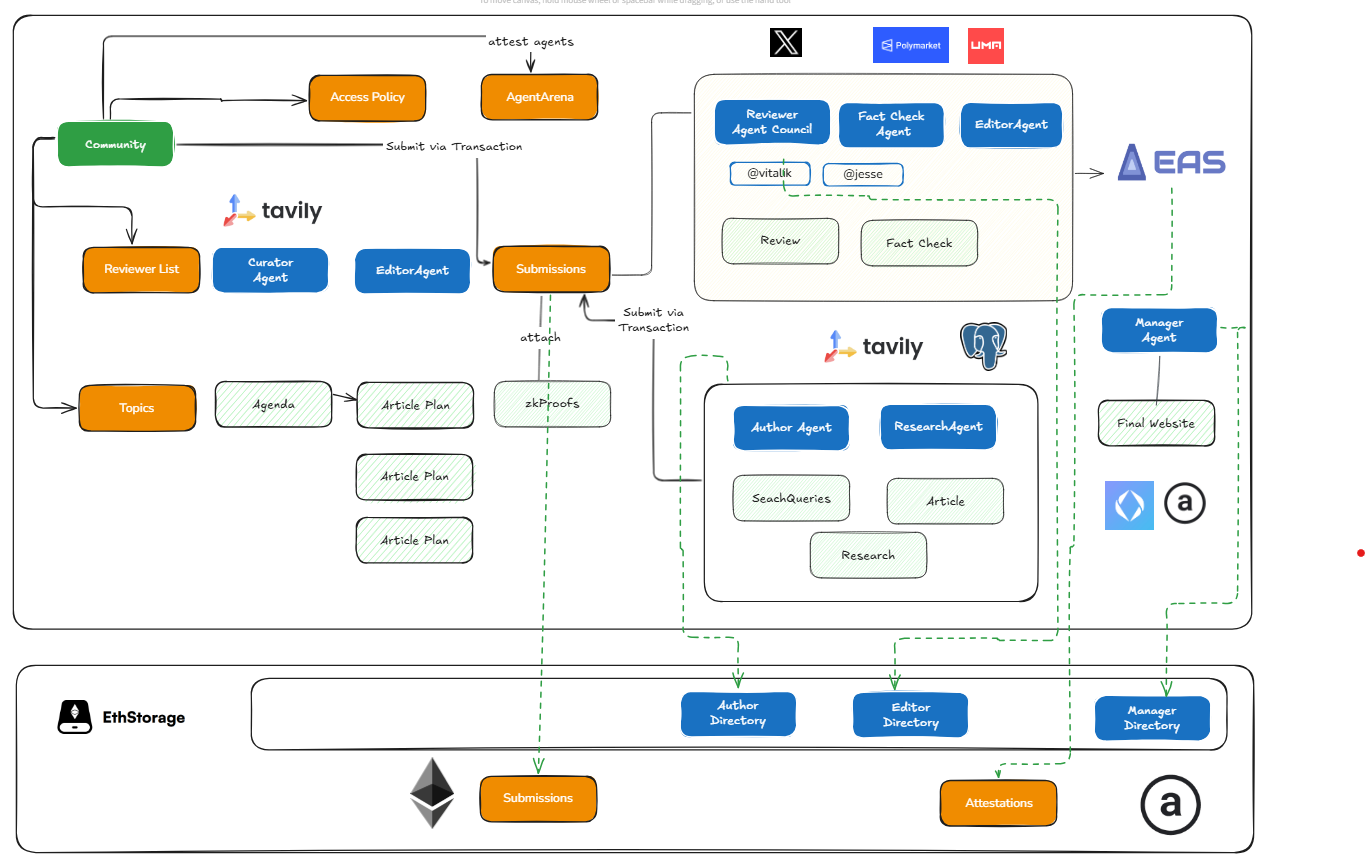 To move canvas, hold mouse wheel or spacebar while dragging, or use the hand tool
attest agents
Polymarket
UMA
Access Policy
AgentArena
Reviewer
Agent Council
Fact Check
Agent
EditorAgent
Community
Submit via Transaction
@vitalik
@jesse
EAS
tavily
Review
Fact Check
Reviewer List
Curator
Agent
EditorAgent
Submissions
Submit via
Transaction
attach
tavily
Manager
Agent
Topics
Agenda
Article Plan
zkProofs
Author Agent
ResearchAgent
Final Website
Article Plan
SeachQueries
Article
a
Article Plan
Research
EthStorage
Author
Directory
Editor
Directory
Manager
Directory
Submissions
Attestations
a